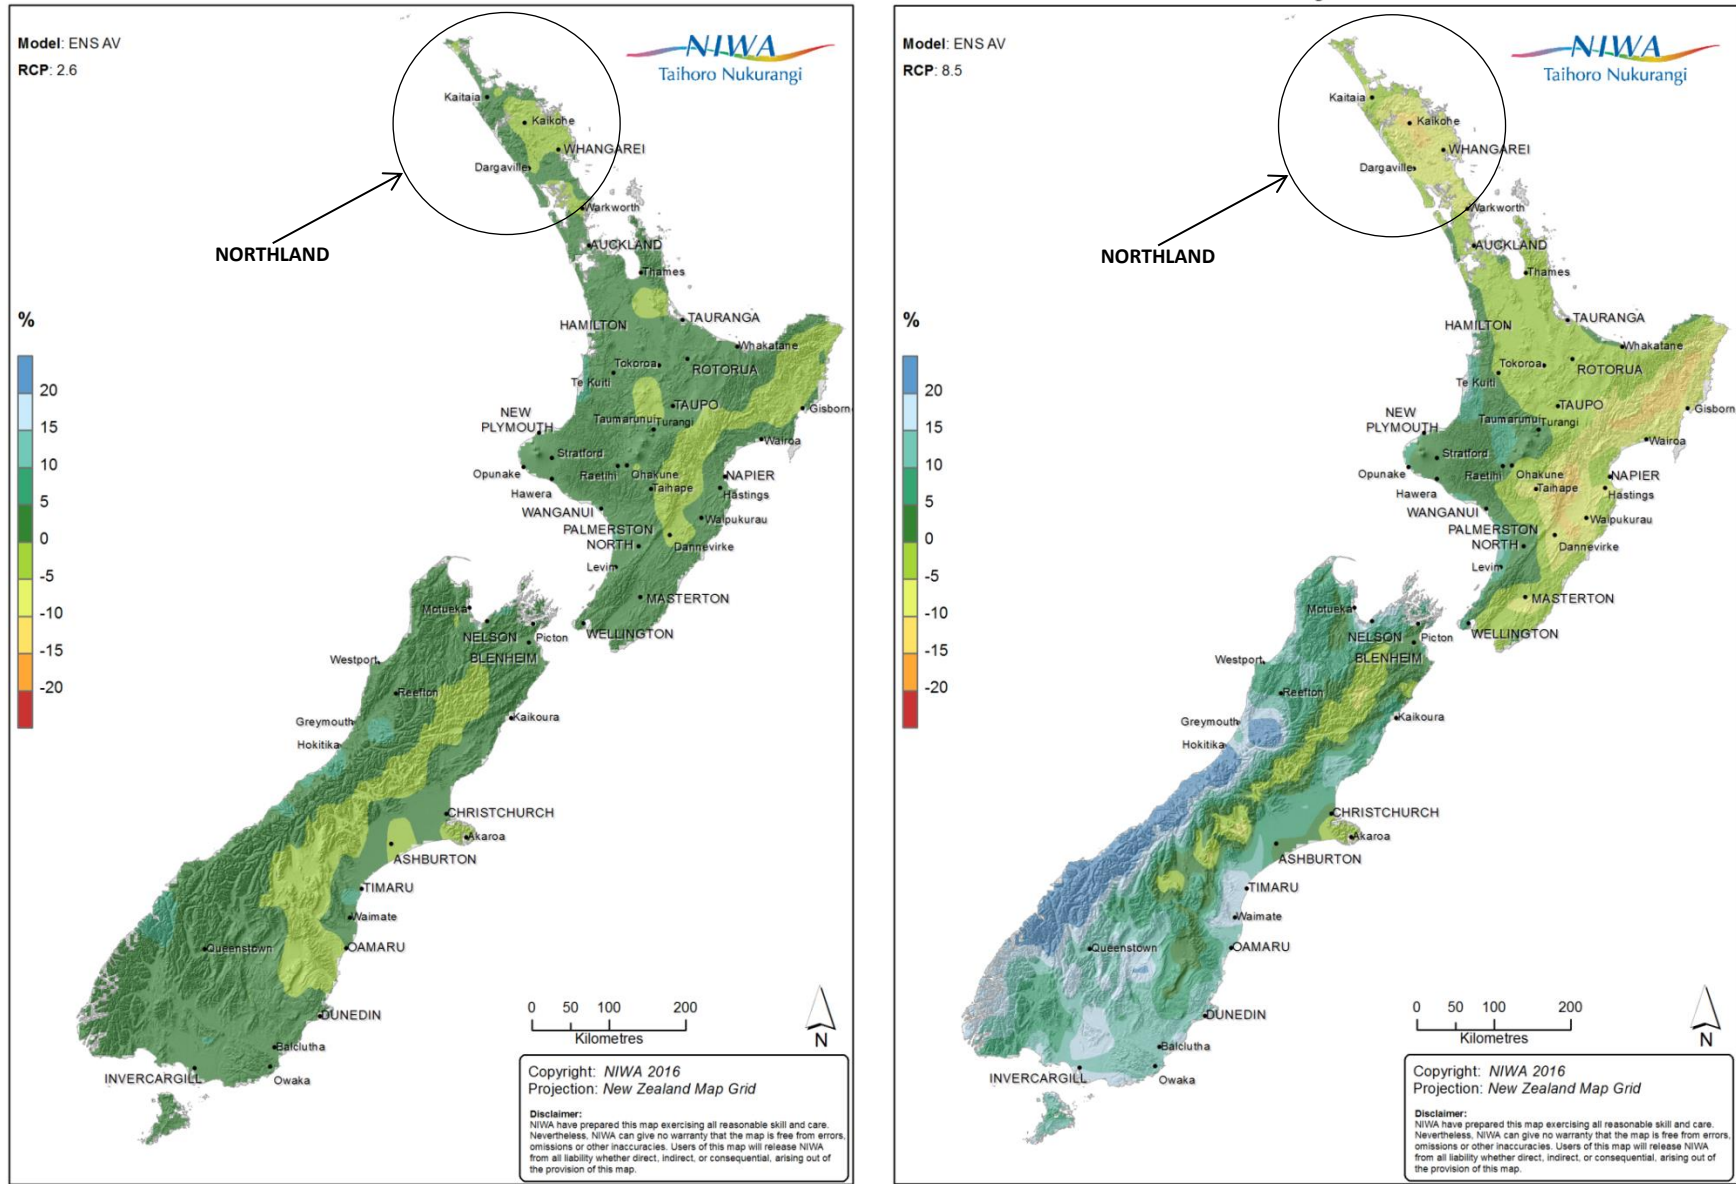 Model: ENS AV
RCP: 2.6
NIWA
Taihoro Nukurangi
Kaitaia
Kaikohe
WHANGAREI
Dargaville
Warkworth
NORTHLAND
AUCKLAND
Thames
%
20
15
10
5
0
-5
-10
-15
-20
HAMILTON
TAURANGA
Whakatane
Tokoroa
ROTORUA
Te Kuiti
TAUPO
Gisborn
NEW
PLYMOUTH
Taumarunui
Turangi
Wairoa
Stratford
Opunake
Raetihi
Ohakune
NAPIER
Hawera
Taihape
Hastings
WANGANUI
Waipukurau
PALMERSTON
NORTH
Dannevirke
Levin
MASTERTON
Motueka
NELSON
Picton
WELLINGTON
BLENHEIM
Westport
Reefton
Greymouth
Kaikoura
Hokitika
CHRISTCHURCH
Akaroa
ASHBURTON
TIMARU
Waimate
Queenstown
OAMARU
DUNEDIN
Balclutha
INVERCARGILL
Owaka
0 50 100 200
Kilometres
N
Copyright: NIWA 2016
Projection: New Zealand Map Grid
Disclaimer:
NIWA have prepared this map exercising all reasonable skill and care.
Nevertheless, NIWA can give no warranty that the map is free from errors,
omissions or other inaccuracies. Users of this map will release NIWA
from all liability whether direct, indirect, or consequential, arising out of
the provision of this map.
Model: ENS AV
RCP: 8.5
NIWA
Taihoro Nukurangi
Kaitaia
Kaikohe
WHANGAREI
Dargaville
Warkworth
NORTHLAND
AUCKLAND
Thames
%
20
15
10
5
0
-5
-10
-15
-20
HAMILTON
TAURANGA
Whakatane
Tokoroa
ROTORUA
Te Kuiti
TAUPO
Gisborn
NEW
PLYMOUTH
Taumarunui
Turangi
Wairoa
Stratford
Opunake
Raetihi
Ohakune
NAPIER
Hawera
Taihape
Hastings
WANGANUI
Waipukurau
PALMERSTON
NORTH
Dannevirke
Levin
MASTERTON
Motueka
NELSON
Picton
WELLINGTON
BLENHEIM
Westport
Reefton
Greymouth
Kaikoura
Hokitika
CHRISTCHURCH
Akaroa
ASHBURTON
TIMARU
Waimate
Queenstown
OAMARU
DUNEDIN
Balclutha
INVERCARGILL
Owaka
0 50 100 200
Kilometres
N
Copyright: NIWA 2016
Projection: New Zealand Map Grid
Disclaimer:
NIWA have prepared this map exercising all reasonable skill and care.
Nevertheless, NIWA can give no warranty that the map is free from errors,
omissions or other inaccuracies. Users of this map will release NIWA
from all liability whether direct, indirect, or consequential, arising out of
the provision of this map.